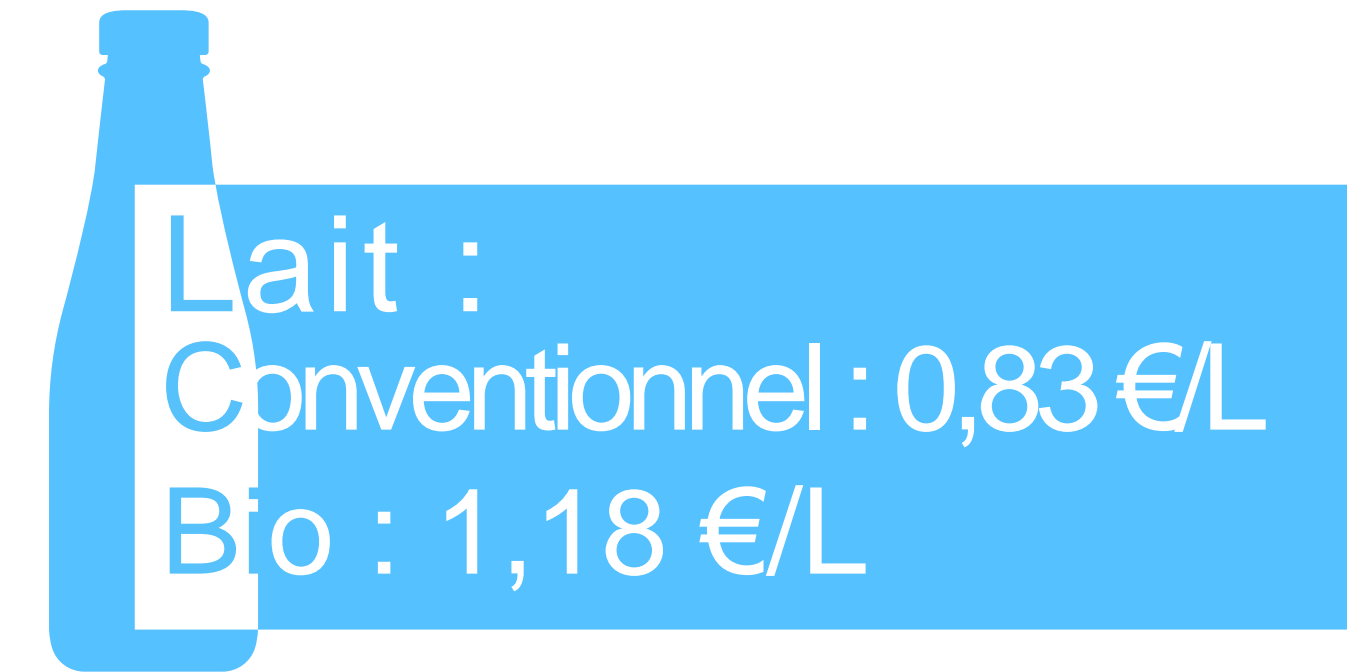 Lait :
Conventionnel : 0,83 €/L
Bio : 1,18 €/L